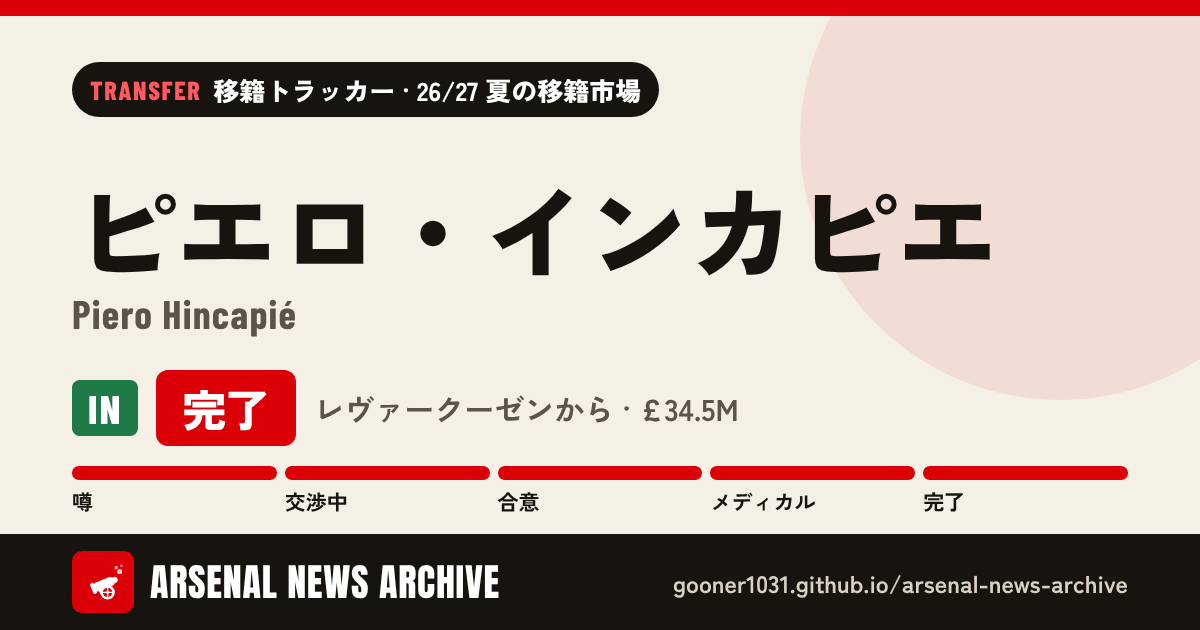 TRANSFER 移籍トラッカー · 26/27 夏の移籍市場
ピエロ・インカピエ
Piero Hincapié
IN 完了 レヴァークーゼンから · £34.5M
噂 交渉中 合意 メディカル 完了
ARSENAL NEWS ARCHIVE gooner1031.github.io/arsenal-news-archive